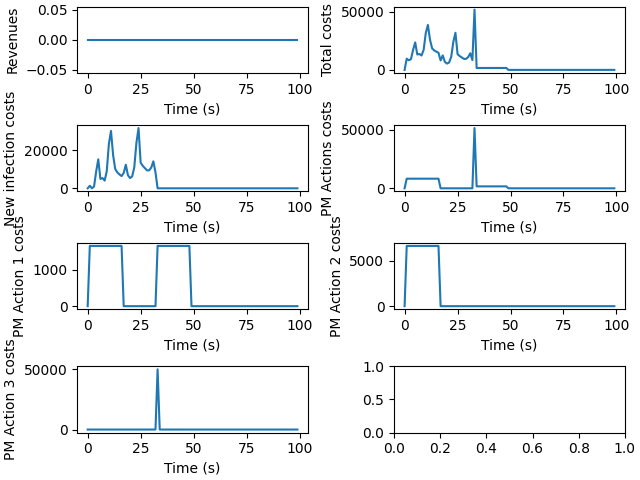 Revenues
0.05
0.00
−0.05
0 25 50 75 100
Time (s)
Total costs
50000
0
0 25 50 75 100
Time (s)
New infection costs
20000
0
0 25 50 75 100
Time (s)
PM Actions costs
50000
0
0 25 50 75 100
Time (s)
PM Action 1 costs
1000
0
0 25 50 75 100
Time (s)
PM Action 2 costs
5000
0
0 25 50 75 100
Time (s)
PM Action 3 costs
50000
0
0 25 50 75 100
Time (s)
1.0
0.5
0.0
0.0 0.2 0.4 0.6 0.8 1.0